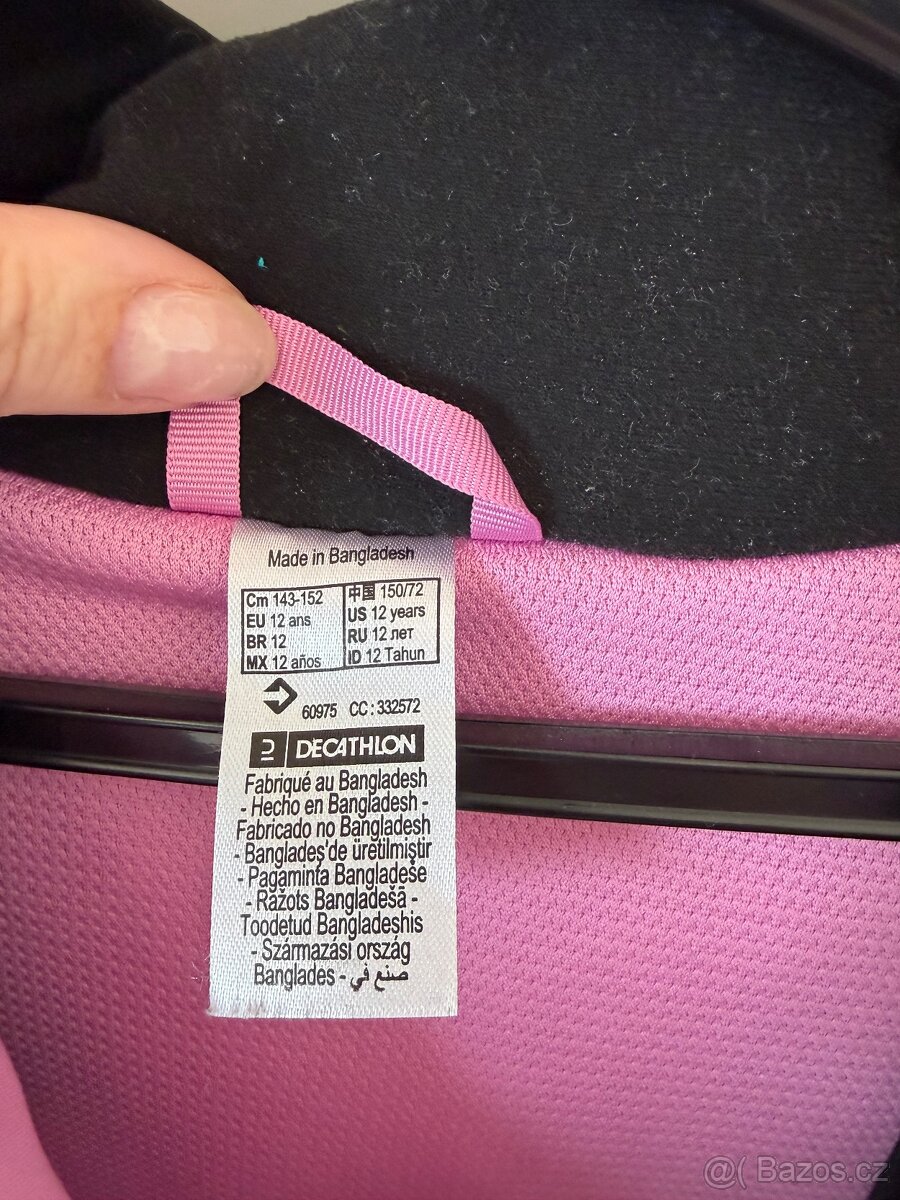 Made in Bangladesh
Cm 143-152
EU 12 ans
BR 12
MX 12 años
中国 150/72
US 12 years
RU 12 лет
ID 12 Tahun
60975 CC : 332572
DECATHLON
Fabriqué au Bangladesh
- Hecho en Bangladesh -
Fabricado no Bangladesh
- Bangladeş'de üretilmiştir
- Pagaminta Bangladeše
- Ražots Bangladešā -
Toodetud Bangladeshis
- Származási ország
Banglades - صنع في
@( Bazos.cz